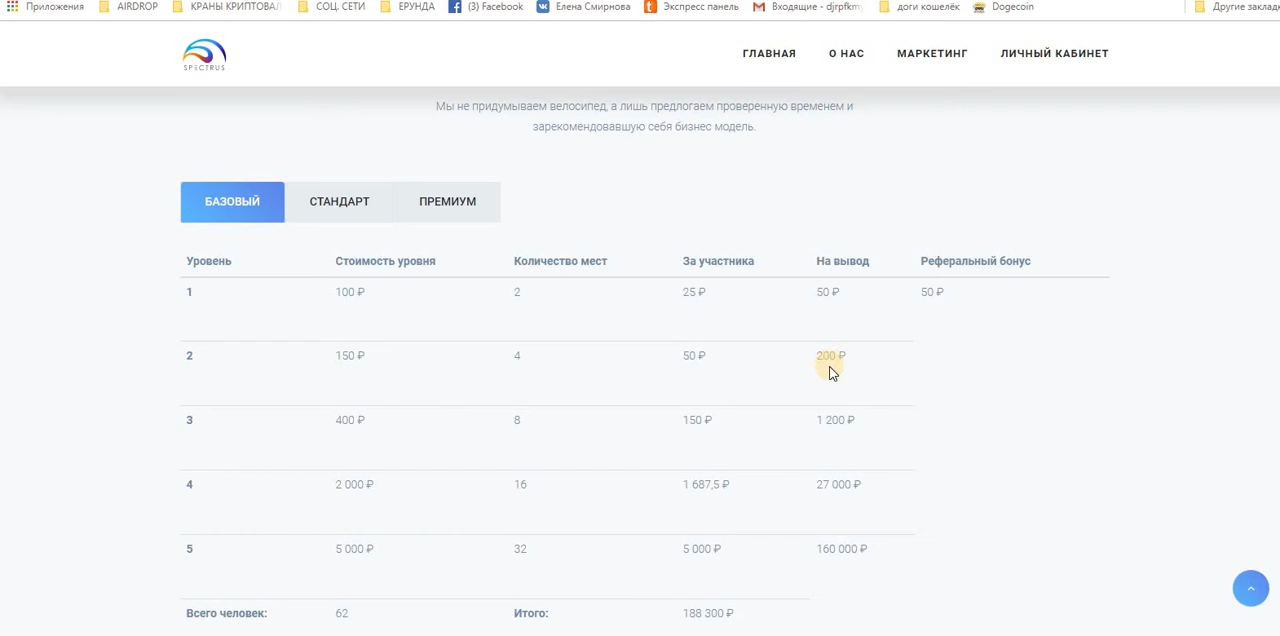 Приложения AIRDROP КРАНЫ КРИПТОВАЛ СОЦ. СЕТИ ЕРУНДА (3) Facebook Елена Смирнова Экспресс панель Входящие - djrpfkmy доги кошелёк Dogecoin Другие заклад
SPECTRUS
ГЛАВНАЯ О НАС МАРКЕТИНГ ЛИЧНЫЙ КАБИНЕТ
Мы не придумываем велосипед, а лишь предлогаем проверенную временем и
зарекомендовавшую себя бизнес модель.
БАЗОВЫЙ СТАНДАРТ ПРЕМИУМ
Уровень Стоимость уровня Количество мест За участника На вывод Реферальный бонус
1 100 ₽ 2 25 ₽ 50 ₽ 50 ₽
2 150 ₽ 4 50 ₽ 200 ₽
3 400 ₽ 8 150 ₽ 1 200 ₽
4 2 000 ₽ 16 1 687,5 ₽ 27 000 ₽
5 5 000 ₽ 32 5 000 ₽ 160 000 ₽
Всего человек: 62 Итого: 188 300 ₽